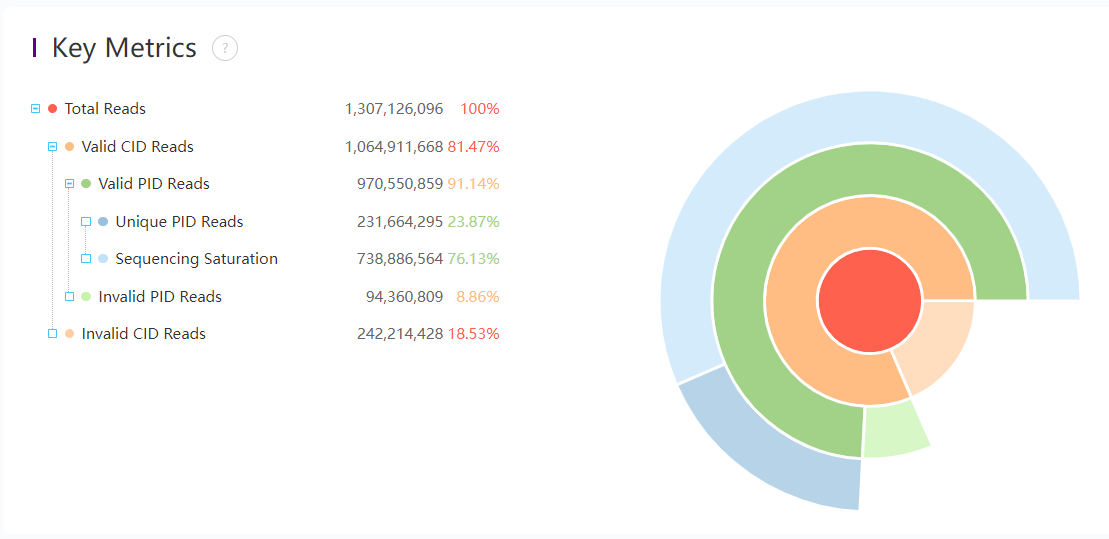 Key Metrics ?
Total Reads 1,307,126,096 100%
Valid CID Reads 1,064,911,668 81.47%
Valid PID Reads 970,550,859 91.14%
Unique PID Reads 231,664,295 23.87%
Sequencing Saturation 738,886,564 76.13%
Invalid PID Reads 94,360,809 8.86%
Invalid CID Reads 242,214,428 18.53%